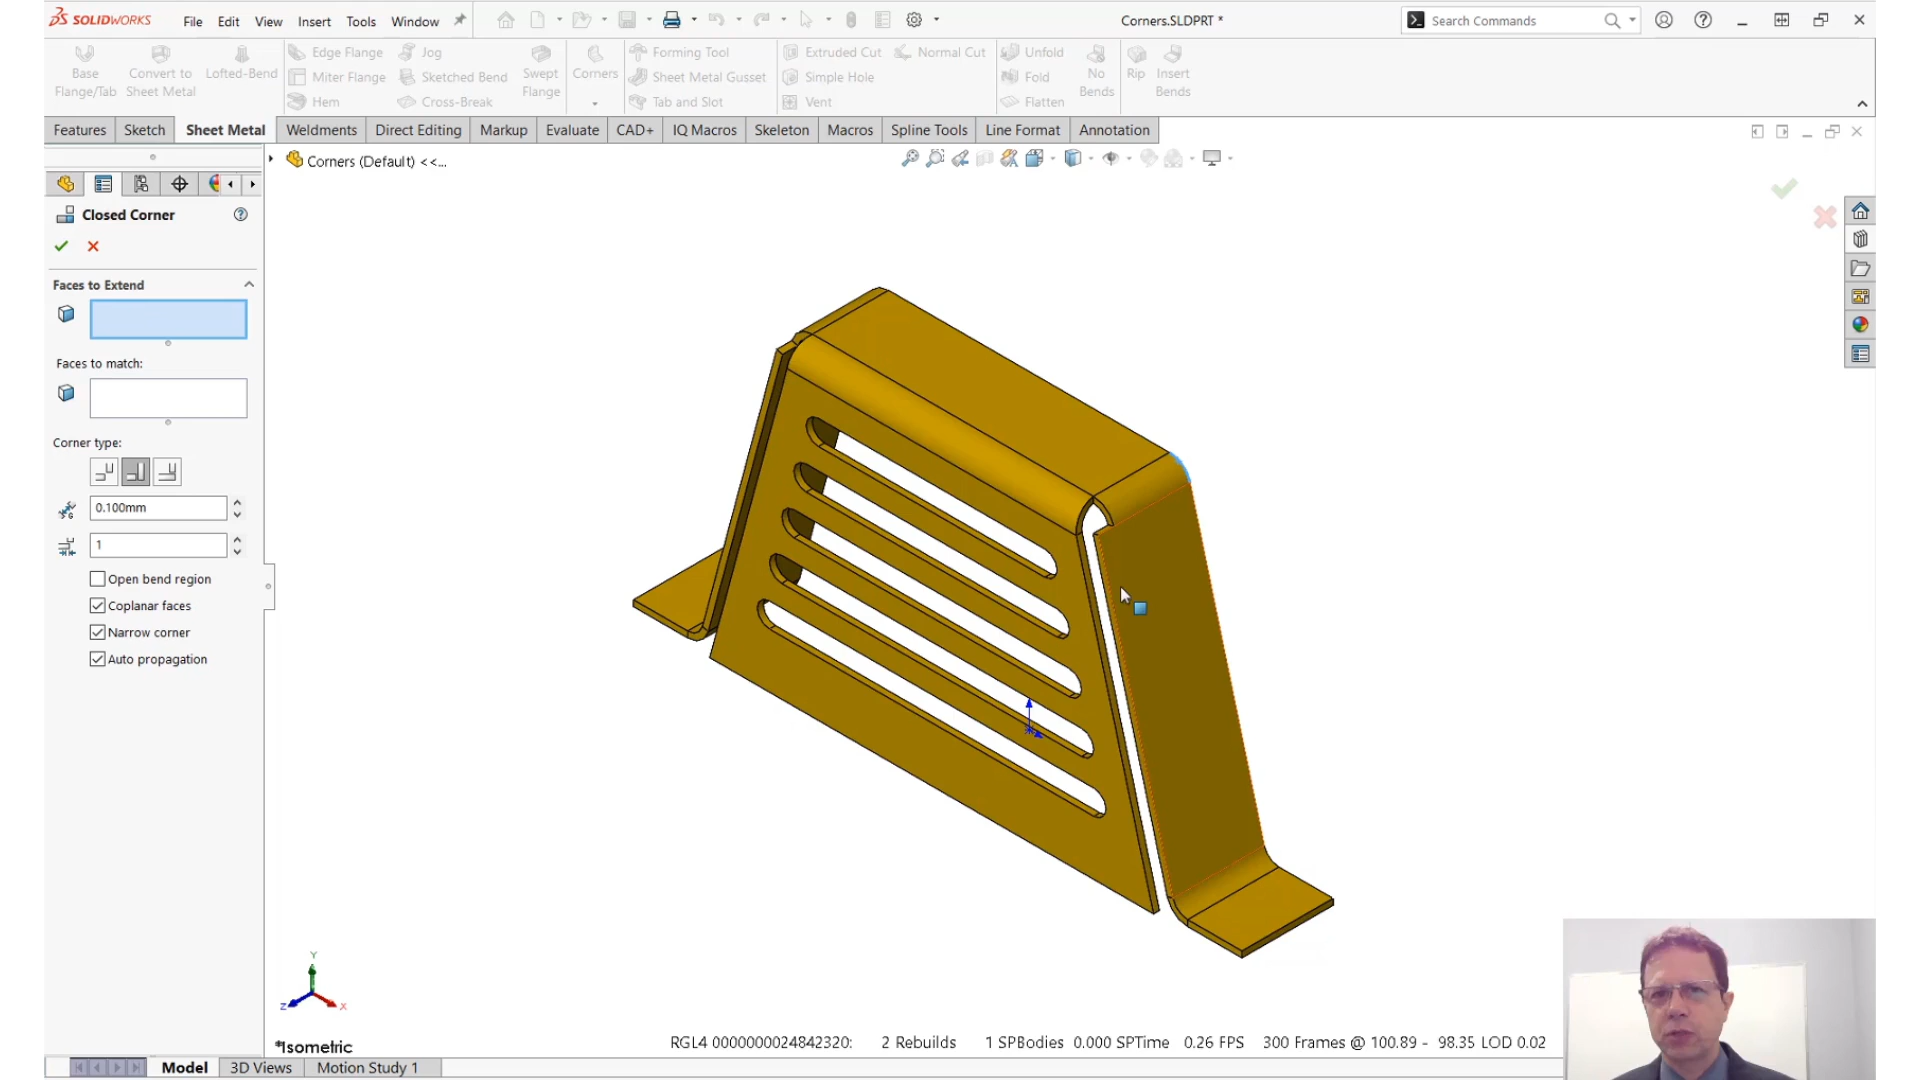 SOLIDWORKS File Edit View Insert Tools Window Corners.SLDPRT * Search Commands
Base Flange/Tab Convert to Sheet Metal Lofted-Bend Edge Flange Miter Flange Hem Jog Sketched Bend Cross-Break Swept Flange Corners Forming Tool Sheet Metal Gusset Tab and Slot Extruded Cut Simple Hole Vent Normal Cut Unfold Fold Flatten No Bends Rip Insert Bends
Features Sketch Sheet Metal Weldments Direct Editing Markup Evaluate CAD+ IQ Macros Skeleton Macros Spline Tools Line Format Annotation
Corners (Default) <<...
Closed Corner
Faces to Extend
Faces to match:
Corner type:
0.100mm
1
Open bend region
Coplanar faces
Narrow corner
Auto propagation
Y
Z X
*Isometric
RGL4 0000000024842320: 2 Rebuilds 1 SPBodies 0.000 SPTime 0.26 FPS 300 Frames @ 100.89 - 98.35 LOD 0.02
Model 3D Views Motion Study 1